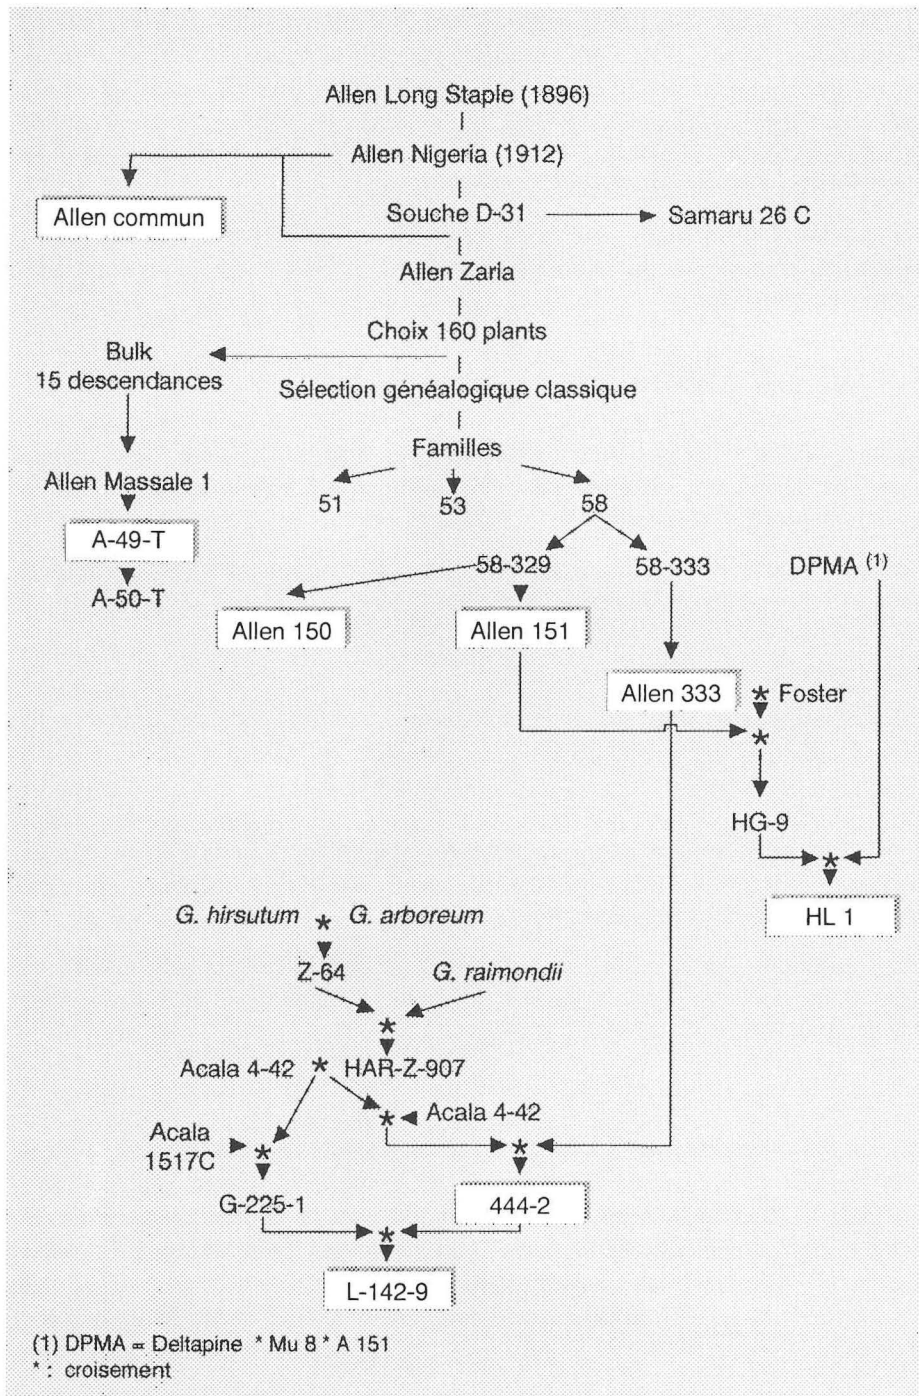 Allen Long Staple (1896)
Allen Nigeria (1912)
Allen commun
Souche D-31
Samaru 26 C
Allen Zaria
Choix 160 plants
Bulk
15 descendances
Sélection généalogique classique
Familles
Allen Massale 1
51
53
58
A-49-T
58-329
58-333
DPMA (1)
A-50-T
Allen 150
Allen 151
Allen 333
* Foster
*
HG-9
*
HL 1
G. hirsutum * G. arboreum
Z-64
G. raimondii
*
Acala 4-42 * HAR-Z-907
* Acala 4-42
Acala
1517C
*
*
G-225-1
444-2
*
L-142-9
(1) DPMA = Deltapine * Mu 8 * A 151
* : croisement